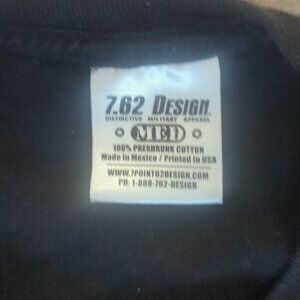 7.62 DESIGN
DISTINCTIVE MILITARY APPAREL
MED
100% PRESHRUNK COTTON
Made in Mexico / Printed in USA
WWW.7POINT62DESIGN.COM
PH: 1-888-762-DESIGN